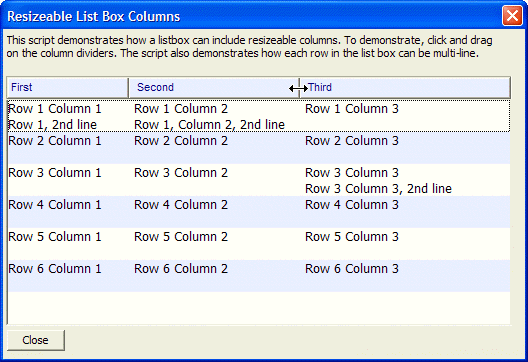 Resizeable List Box Columns
This script demonstrates how a listbox can include resizeable columns. To demonstrate, click and drag
on the column dividers. The script also demonstrates how each row in the list box can be multi-line.
First Second Third
Row 1 Column 1 Row 1 Column 2 Row 1 Column 3
Row 1, 2nd line Row 1, Column 2, 2nd line
Row 2 Column 1 Row 2 Column 2 Row 2 Column 3
Row 3 Column 1 Row 3 Column 2 Row 3 Column 3
Row 3 Column 3, 2nd line
Row 4 Column 1 Row 4 Column 2 Row 4 Column 3
Row 5 Column 1 Row 5 Column 2 Row 5 Column 3
Row 6 Column 1 Row 6 Column 2 Row 6 Column 3
Close